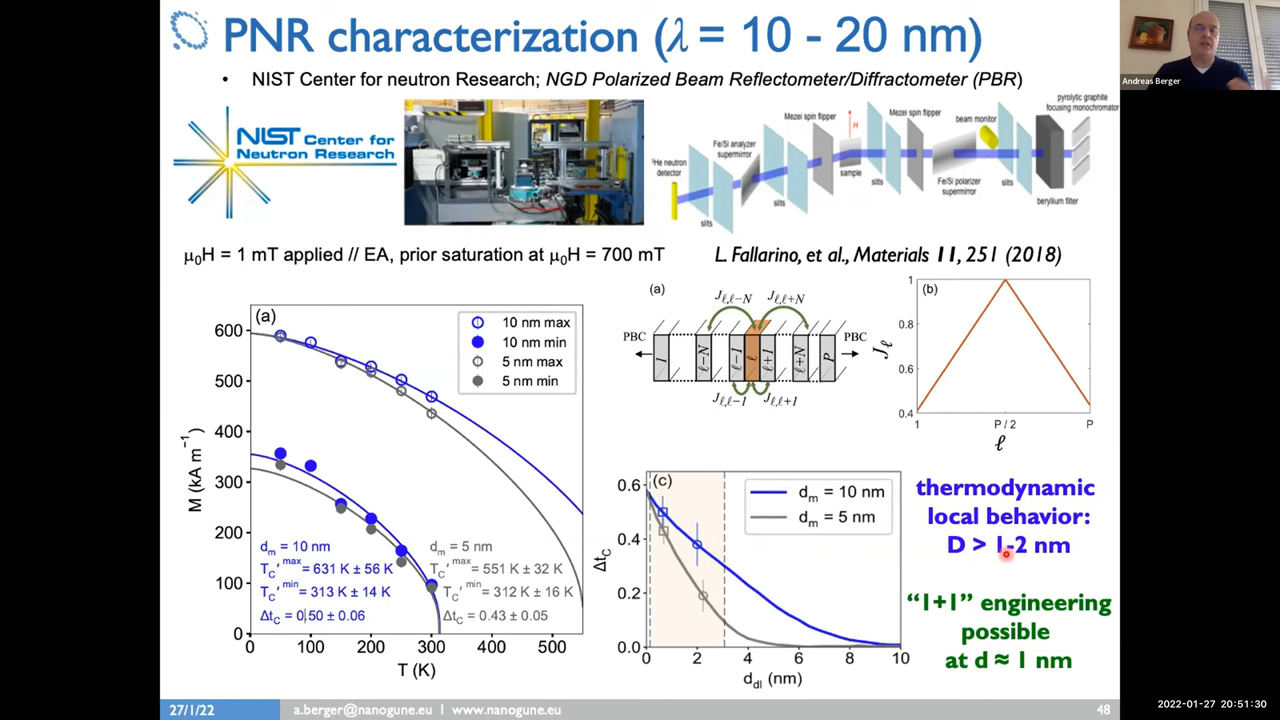 PNR characterization (λ = 10 - 20 nm)
Andreas Berger
• NIST Center for neutron Research; NGD Polarized Beam Reflectometer/Diffractometer (PBR)
NIST Center for
Neutron Research
³He neutron
detector
slits
Fe/Si analyzer
supermirror
slits
Mezei spin flipper
H
sample
slits
Mezei spin flipper
Fe/Si polarizer
supermirror
beam monitor
slits
beryllium filter
pyrolytic graphite
focusing monochromator
μ₀H = 1 mT applied // EA, prior saturation at μ₀H = 700 mT
L. Fallarino, et al., Materials 11, 251 (2018)
(a)
10 nm max
10 nm min
5 nm max
5 nm min
M (kA m⁻¹)
600
500
400
300
200
100
0
0 100 200 300 400 500
T (K)
dₘ = 10 nm
T_C'^max = 631 K ± 56 K
T_C'^min = 313 K ± 14 K
Δt_C = 0.50 ± 0.06
dₘ = 5 nm
T_C'^max = 551 K ± 32 K
T_C'^min = 312 K ± 16 K
Δt_C = 0.43 ± 0.05
(a)
J_ℓ,ℓ−N J_ℓ,ℓ+N
PBC PBC
1 ℓ−N ℓ−1 ℓ ℓ+1 ℓ+N P
J_ℓ,ℓ−1 J_ℓ,ℓ+1
(b)
J_ℓ
1
0.8
0.6
0.4
1 P / 2 P
ℓ
(c)
dₘ = 10 nm
dₘ = 5 nm
Δt_C
0.6
0.4
0.2
0.0
0 2 4 6 8 10
d_dl (nm)
thermodynamic
local behavior:
D > 1-2 nm
“1+1” engineering
possible
at d ≈ 1 nm
27/1/22
a.berger@nanogune.eu | www.nanogune.eu
48
2022-01-27 20:51:30